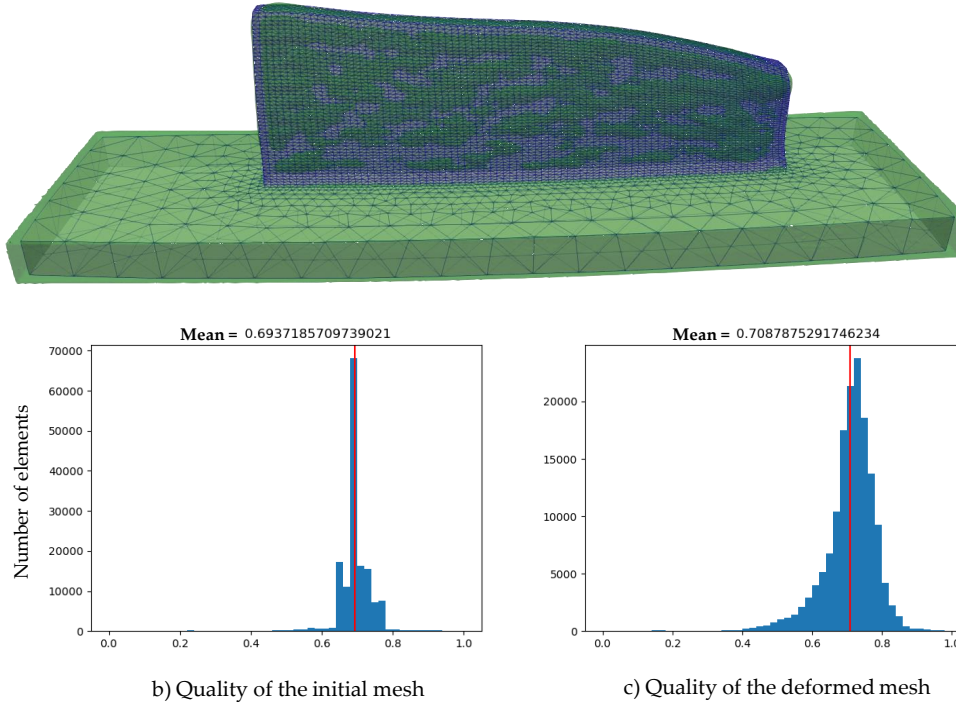 Mean = 0.6937185709739021
70000
60000
50000
40000
30000
20000
10000
0
0.0 0.2 0.4 0.6 0.8 1.0
Number of elements
b) Quality of the initial mesh
Mean = 0.7087875291746234
20000
15000
10000
5000
0
0.0 0.2 0.4 0.6 0.8 1.0
c) Quality of the deformed mesh